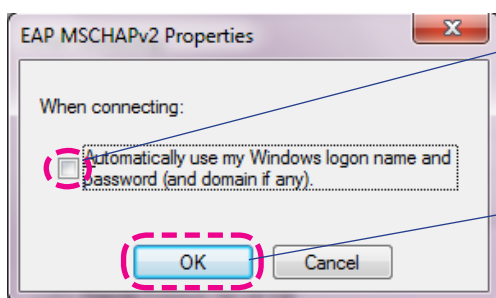 EAP MSCHAPv2 Properties
When connecting:
Automatically use my Windows logon name and
password (and domain if any).
OK Cancel